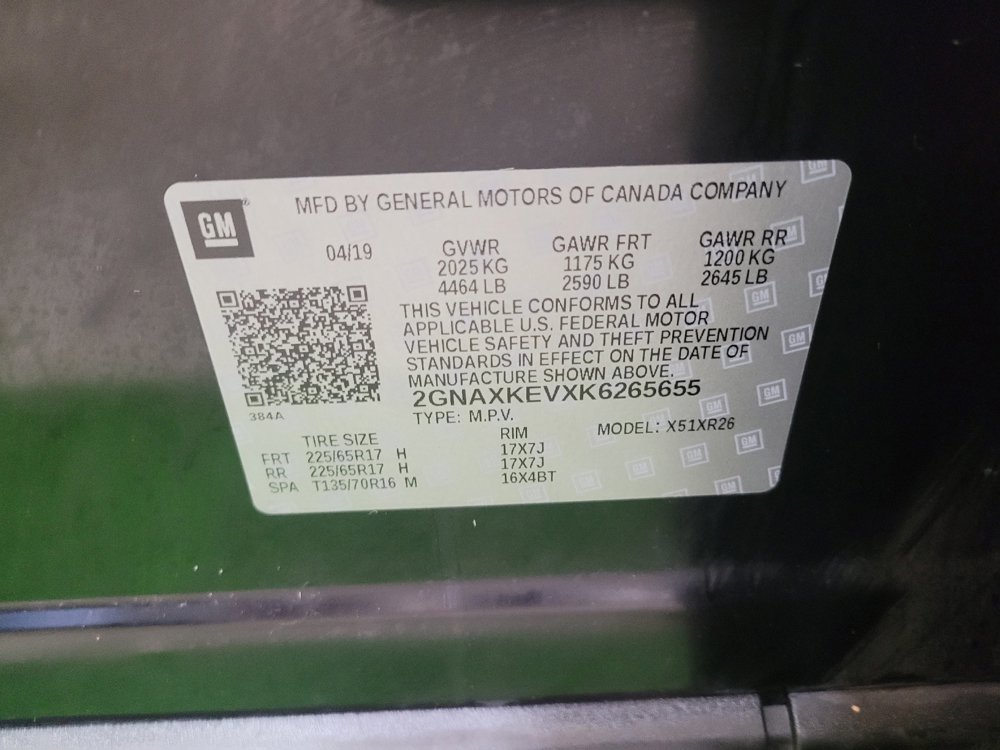 GM®
MFD BY GENERAL MOTORS OF CANADA COMPANY
04/19 GVWR GAWR FRT GAWR RR
2025 KG 1175 KG 1200 KG
4464 LB 2590 LB 2645 LB
THIS VEHICLE CONFORMS TO ALL
APPLICABLE U.S. FEDERAL MOTOR
VEHICLE SAFETY AND THEFT PREVENTION
STANDARDS IN EFFECT ON THE DATE OF
MANUFACTURE SHOWN ABOVE.
2GNAXKEVXK6265655
384A
TYPE: M.P.V. MODEL: X51XR26
TIRE SIZE RIM
FRT 225/65R17 H 17X7J
RR 225/65R17 H 17X7J
SPA T135/70R16 M 16X4BT